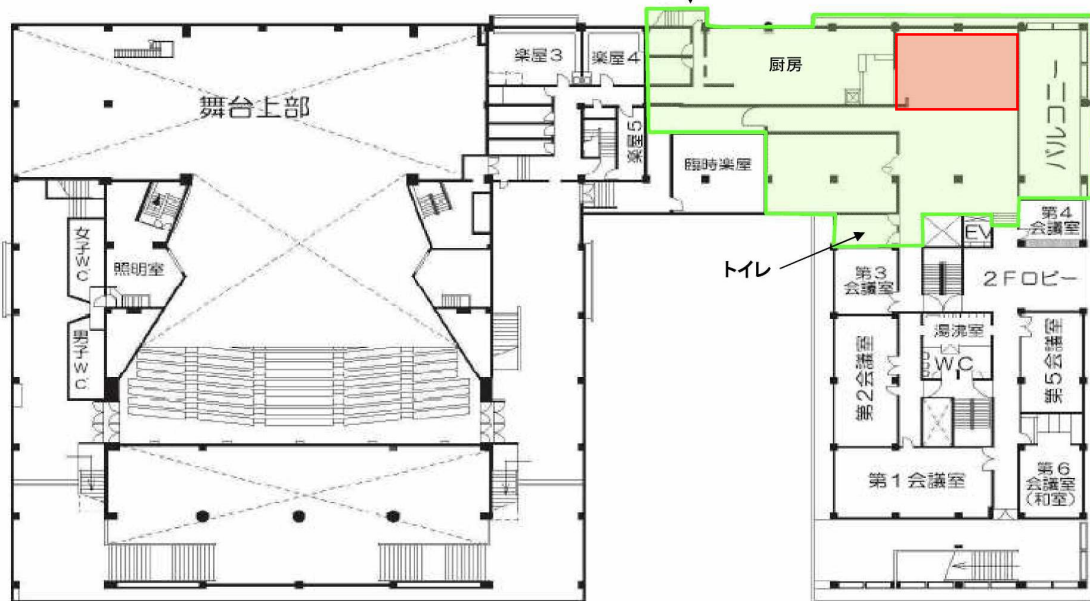 舞台上部
楽屋3
楽屋4
楽屋5
臨時楽屋
厨房
バルコニー
女子WC
男子WC
照明室
トイレ
EV
第4
会議室
第3
会議室
2Fロビー
湯沸室
WC
第2会議室
第5会議室
第1会議室
第6
会議室
(和室)